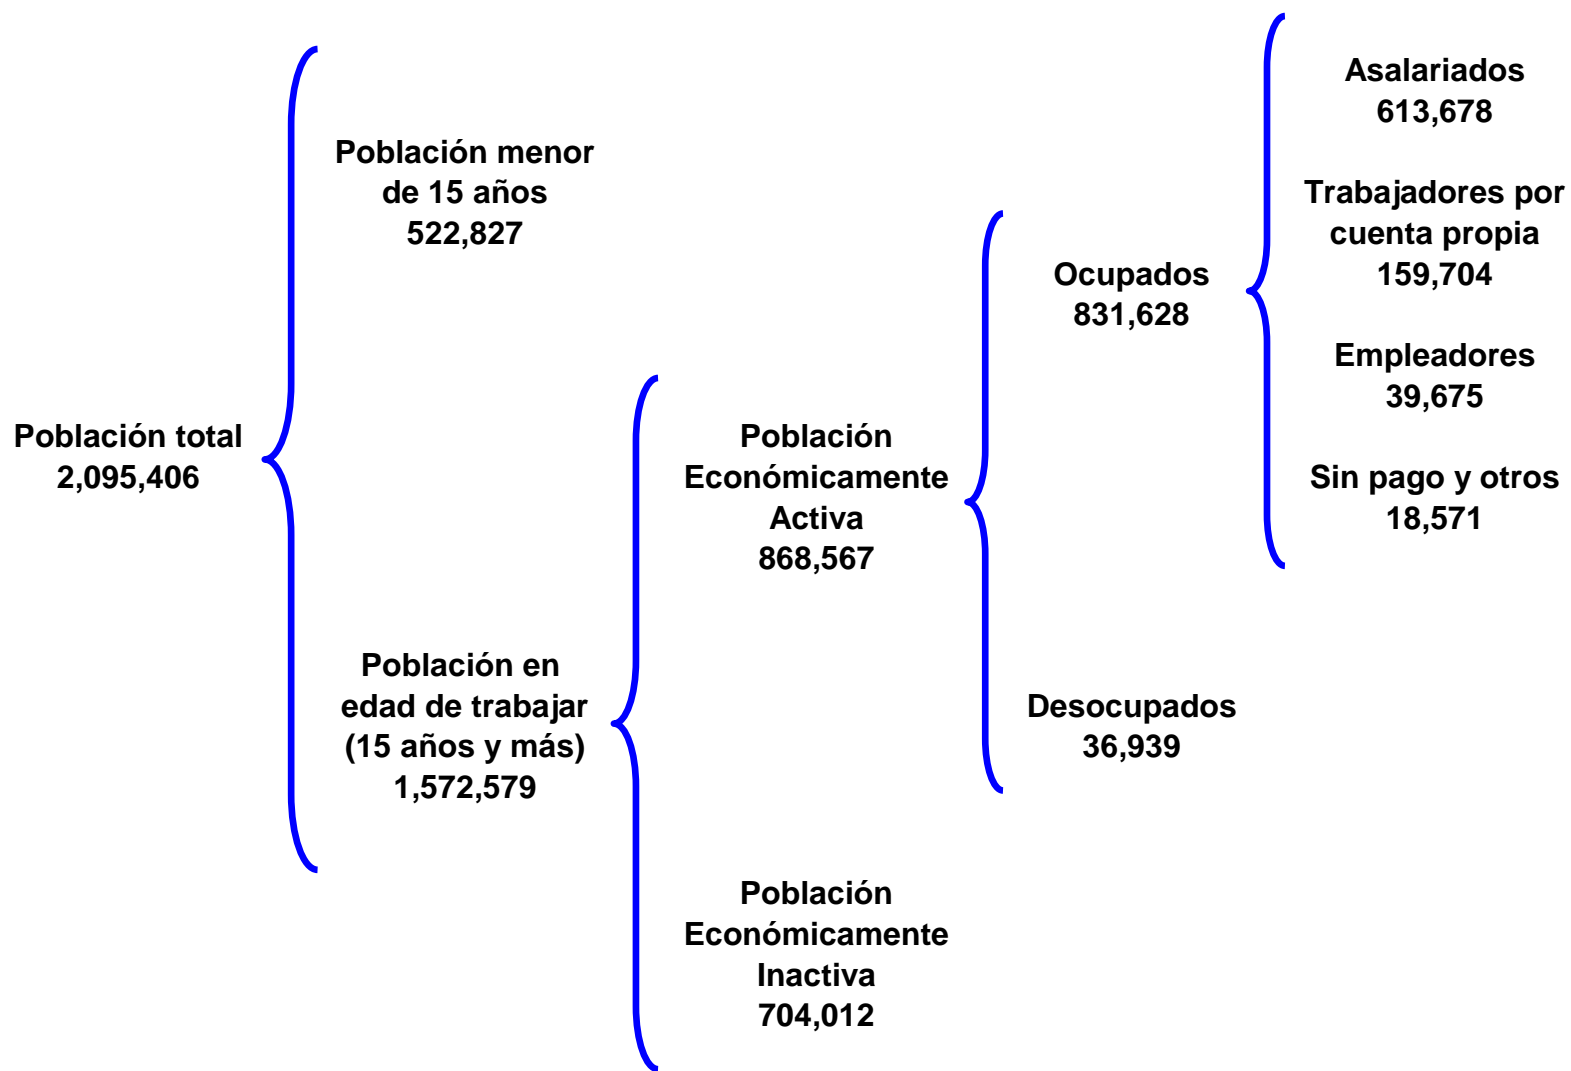 Población total
2,095,406
Población menor
de 15 años
522,827
Población en
edad de trabajar
(15 años y más)
1,572,579
Población
Económicamente
Activa
868,567
Población
Económicamente
Inactiva
704,012
Ocupados
831,628
Desocupados
36,939
Asalariados
613,678
Trabajadores por
cuenta propia
159,704
Empleadores
39,675
Sin pago y otros
18,571